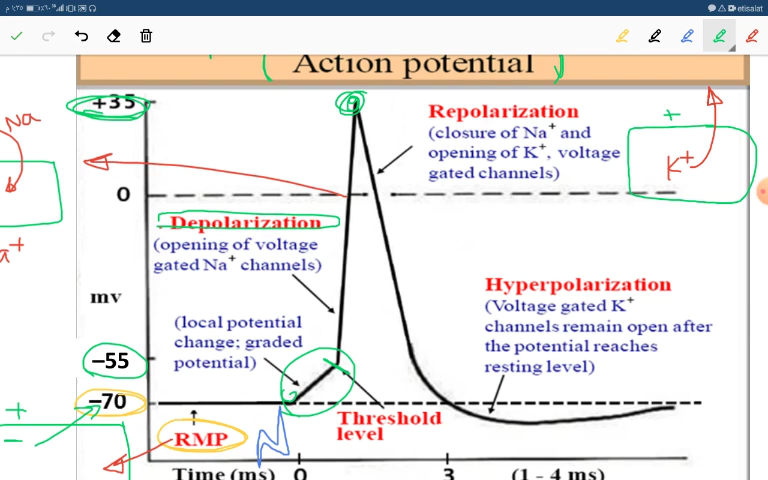 etisalat
Action potential
+35
Na
Repolarization
(closure of Na⁺ and
opening of K⁺, voltage
gated channels)
+
K⁺
0
Depolarization
(opening of voltage
gated Na⁺ channels)
a⁺
mv
(local potential
change; graded
potential)
Hyperpolarization
(Voltage gated K⁺
channels remain open after
the potential reaches
resting level)
−55
−70
+
−
RMP
Threshold
level
Time (ms) 0 3 (1 - 4 ms)